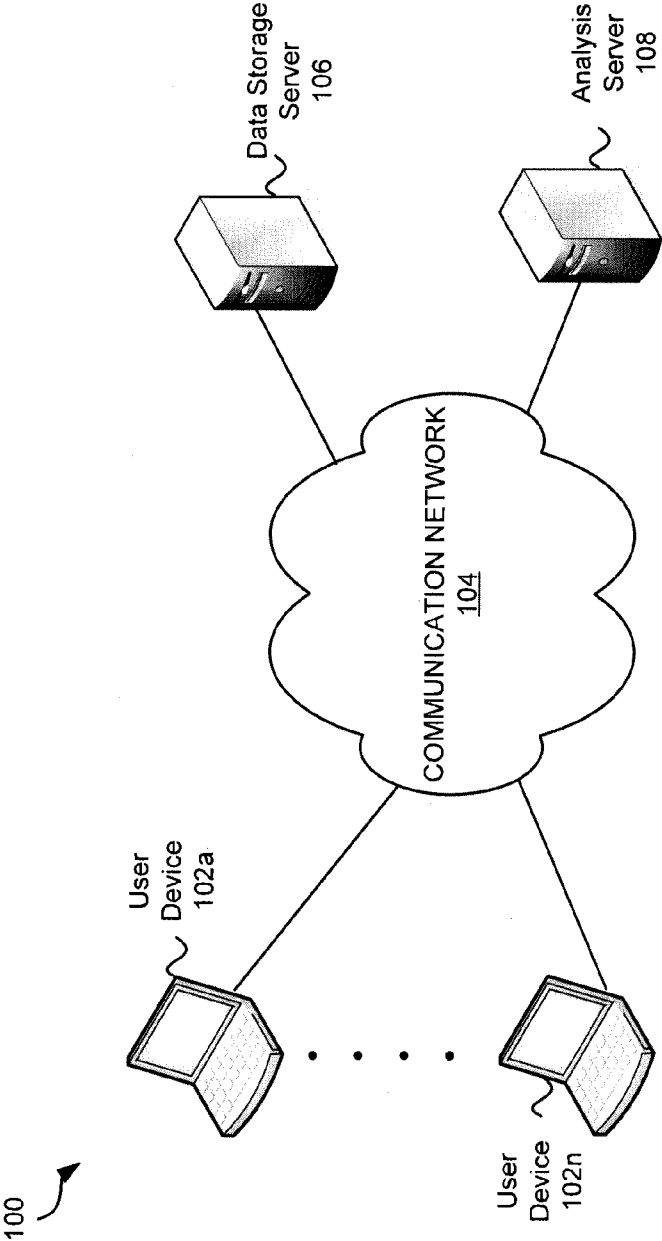 100
User
Device
102a
User
Device
102n
COMMUNICATION NETWORK
104
Data Storage
Server
106
Analysis
Server
108